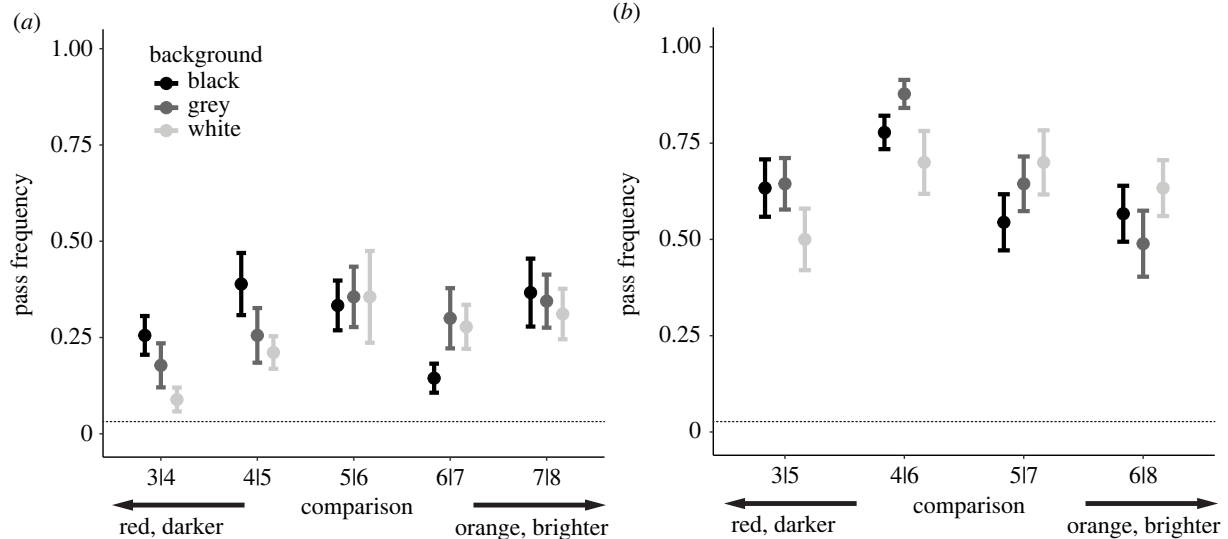 (a)
1.00
0.75
0.50
0.25
0
pass frequency
background
black
grey
white
3|4 4|5 5|6 6|7 7|8
comparison
red, darker orange, brighter
(b)
1.00
0.75
0.50
0.25
0
pass frequency
3|5 4|6 5|7 6|8
comparison
red, darker orange, brighter